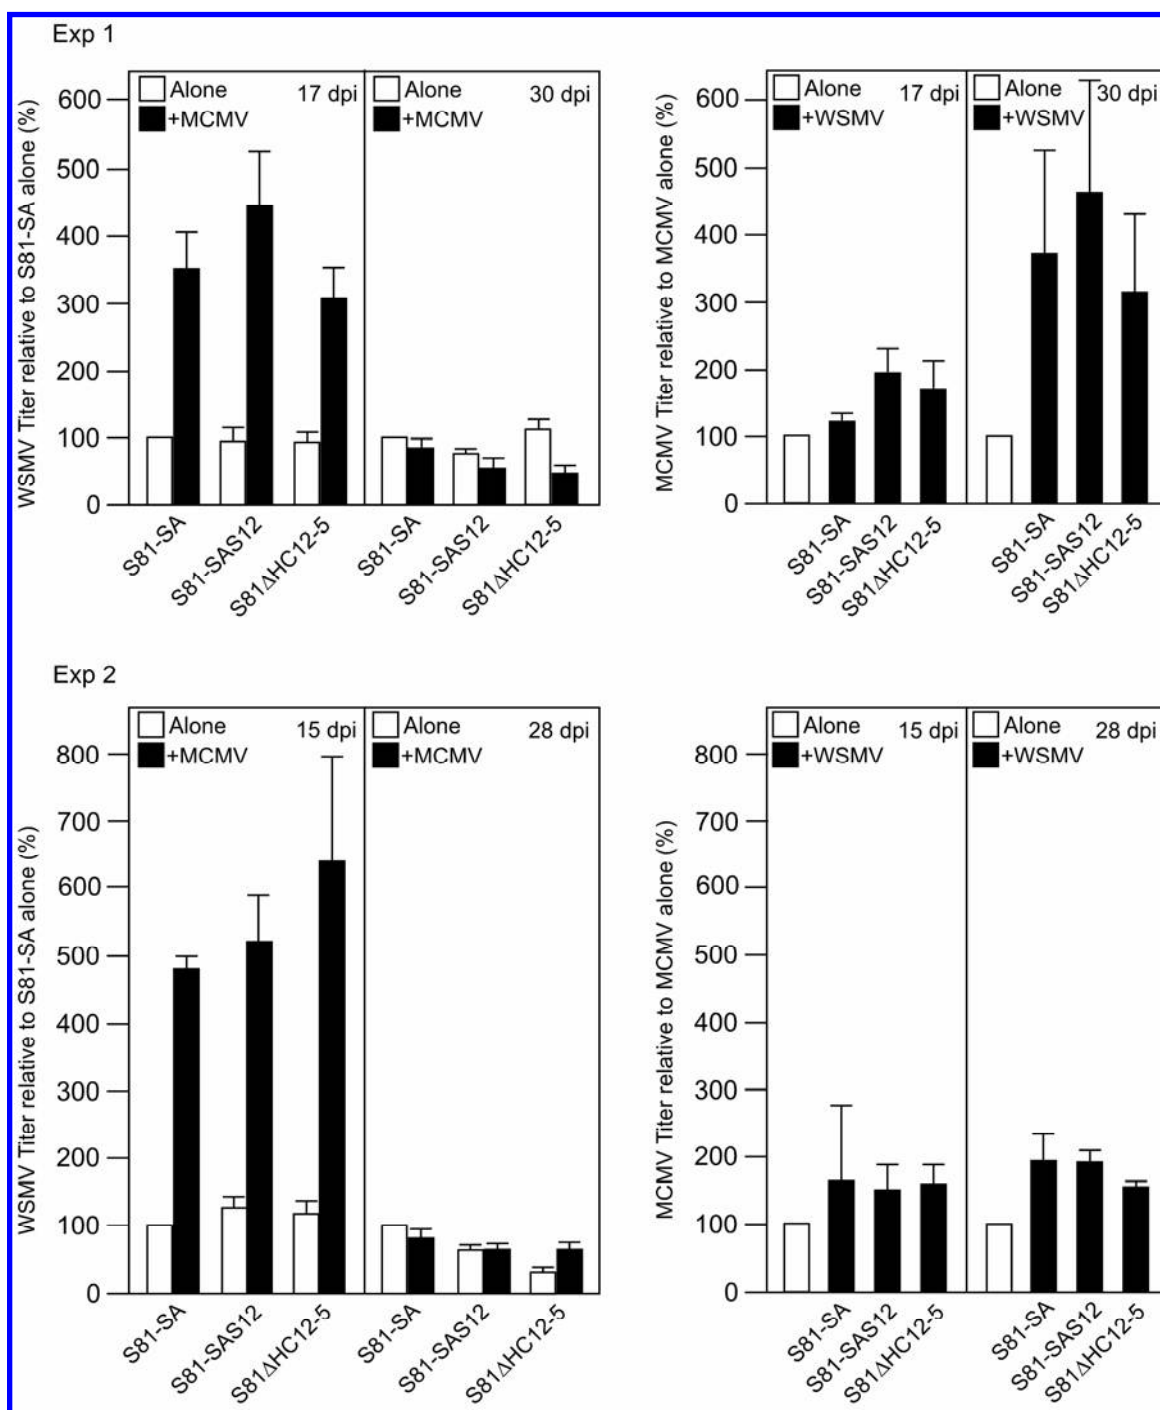 Exp 1
WSMV Titer relative to S81-SA alone (%)
600
500
400
300
200
100
0
Alone
+MCMV
17 dpi
Alone
+MCMV
30 dpi
S81-SA
S81-SAS12
S81ΔHC12-5
S81-SA
S81-SAS12
S81ΔHC12-5
MCMV Titer relative to MCMV alone (%)
600
500
400
300
200
100
0
Alone
+WSMV
17 dpi
Alone
+WSMV
30 dpi
S81-SA
S81-SAS12
S81ΔHC12-5
S81-SA
S81-SAS12
S81ΔHC12-5
Exp 2
WSMV Titer relative to S81-SA alone (%)
800
700
600
500
400
300
200
100
0
Alone
+MCMV
15 dpi
Alone
+MCMV
28 dpi
S81-SA
S81-SAS12
S81ΔHC12-5
S81-SA
S81-SAS12
S81ΔHC12-5
MCMV Titer relative to MCMV alone (%)
800
700
600
500
400
300
200
100
0
Alone
+WSMV
15 dpi
Alone
+WSMV
28 dpi
S81-SA
S81-SAS12
S81ΔHC12-5
S81-SA
S81-SAS12
S81ΔHC12-5